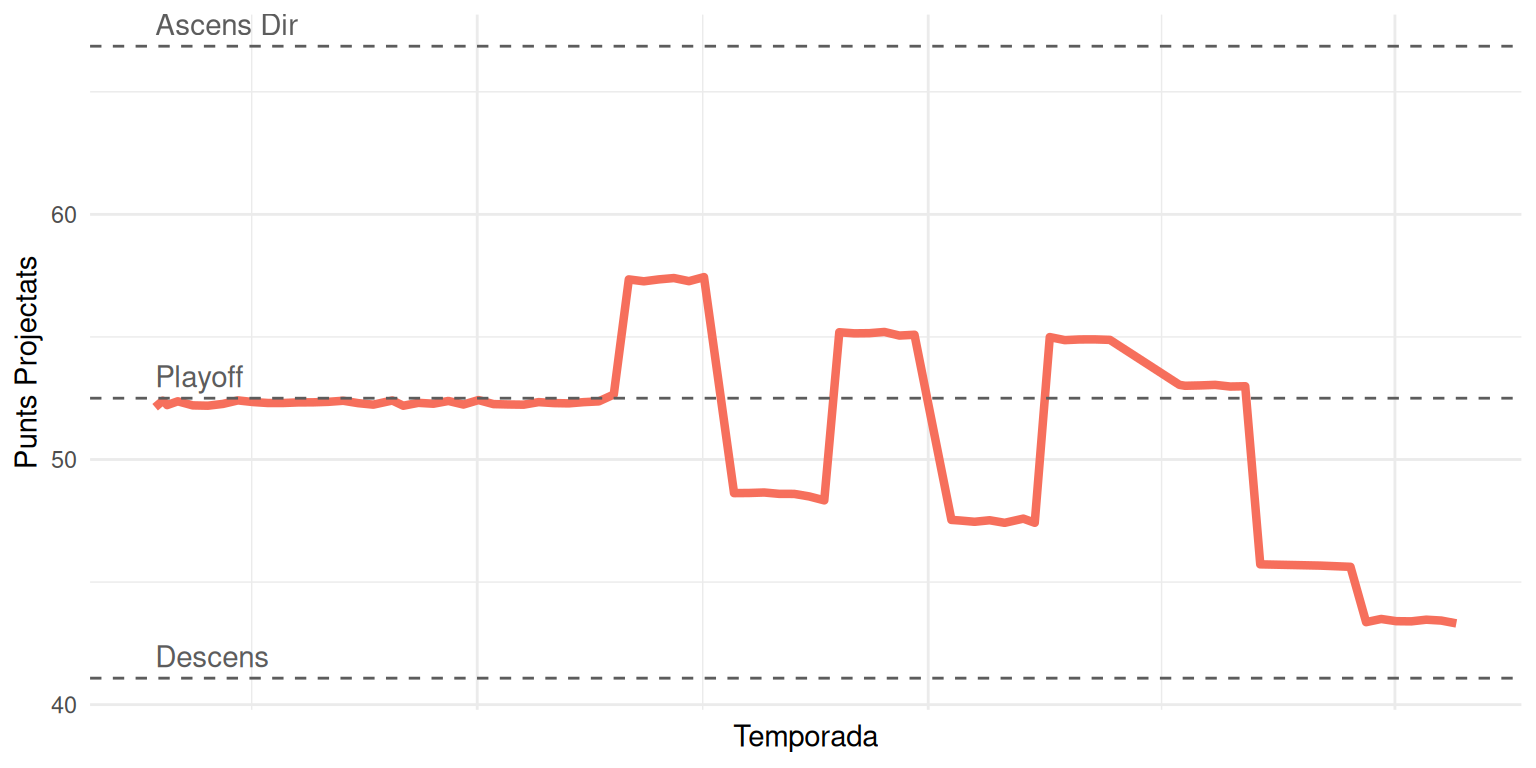 Ascens Dir
60
Playoff
50
Descens
40
Punts Projectats
Temporada